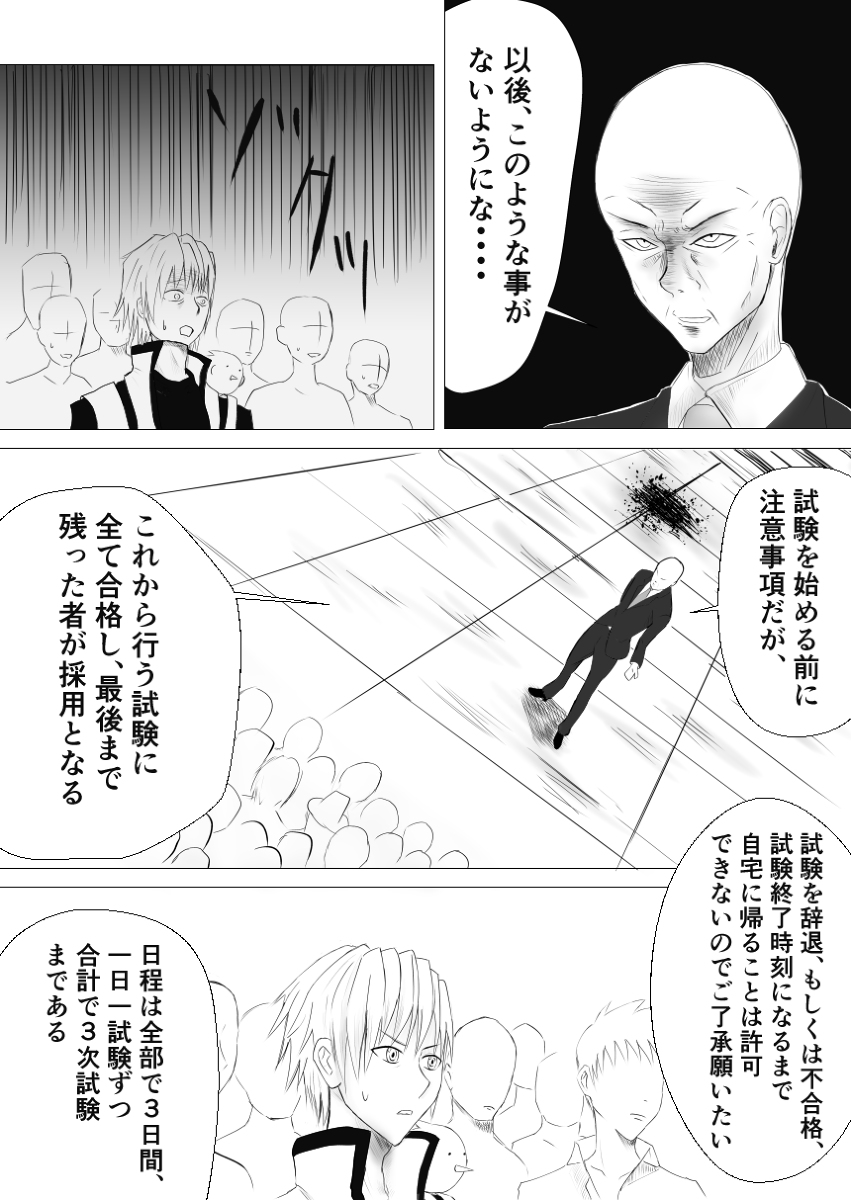 以後、このような事が
ないようにな・・・・
ゾグッ
試験を始める前に
注意事項だが、
これから行う試験に
全て合格し、最後まで
残った者が採用となる
試験を辞退、もしくは不合格、
試験終了時刻になるまで
自宅に帰ることは許可
できないのでご了承願いたい
日程は全部で３日間、
一日一試験ずつ
合計で３次試験
まである